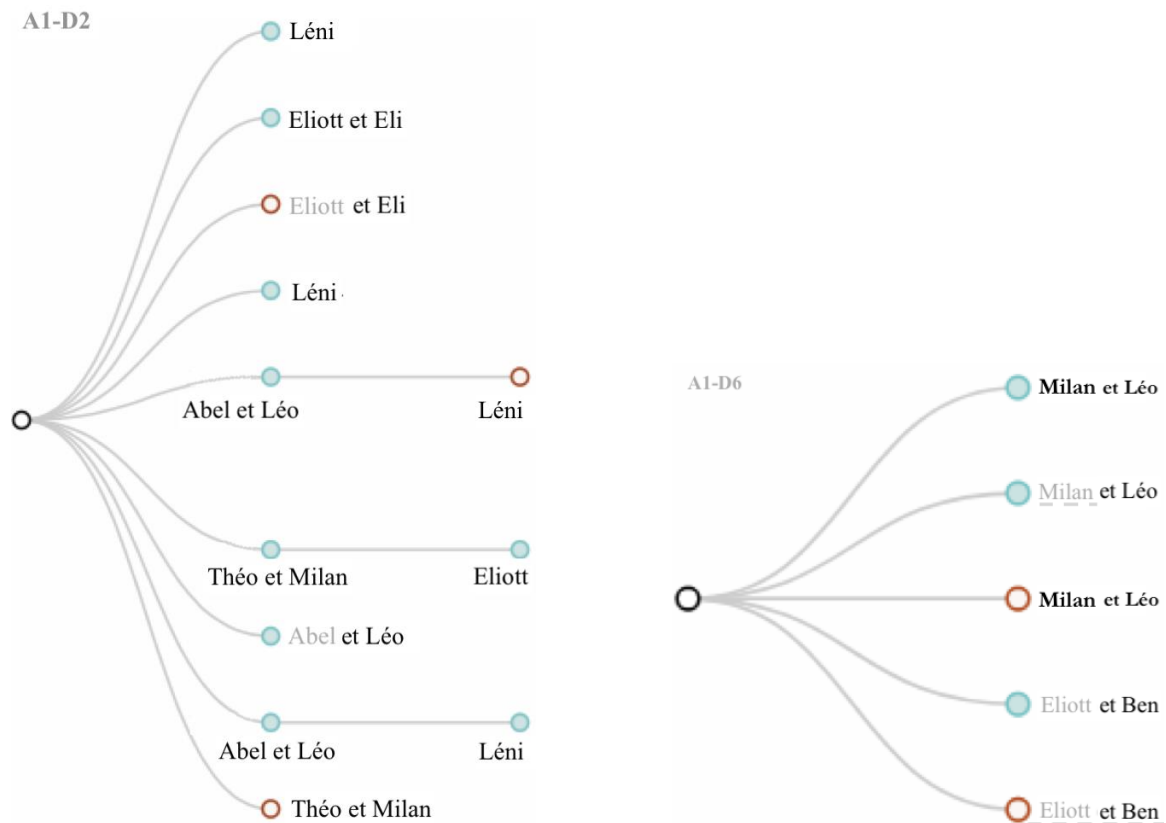 A1-D2
Léni
Eliott et Eli
Eliott et Eli
Léni
Abel et Léo
Léni
Théo et Milan
Eliott
Abel et Léo
Abel et Léo
Léni
Théo et Milan
A1-D6
Milan et Léo
Milan et Léo
Milan et Léo
Eliott et Ben
Eliott et Ben